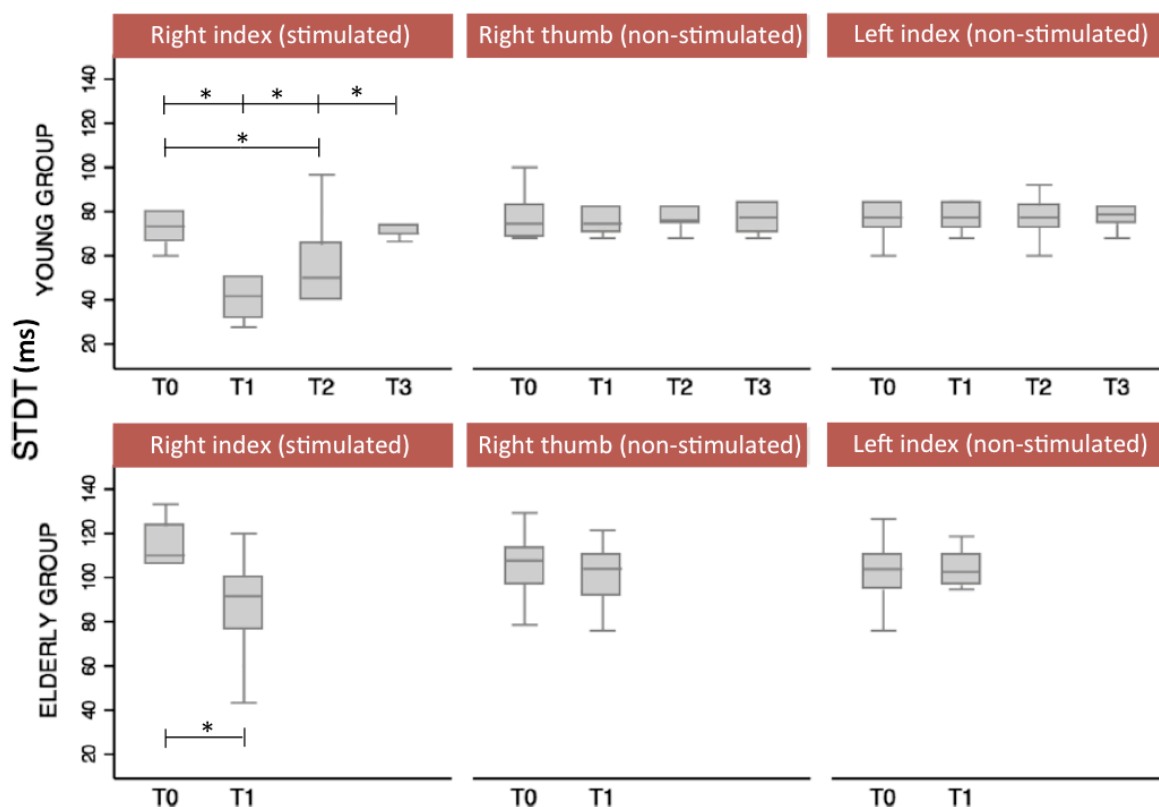 Right index (stimulated)
Right thumb (non-stimulated)
Left index (non-stimulated)
STDT (ms)
YOUNG GROUP
140
120
100
80
60
40
20
* * *
*
T0 T1 T2 T3
T0 T1 T2 T3
T0 T1 T2 T3
Right index (stimulated)
Right thumb (non-stimulated)
Left index (non-stimulated)
ELDERLY GROUP
140
120
100
80
60
40
20
*
T0 T1
T0 T1
T0 T1